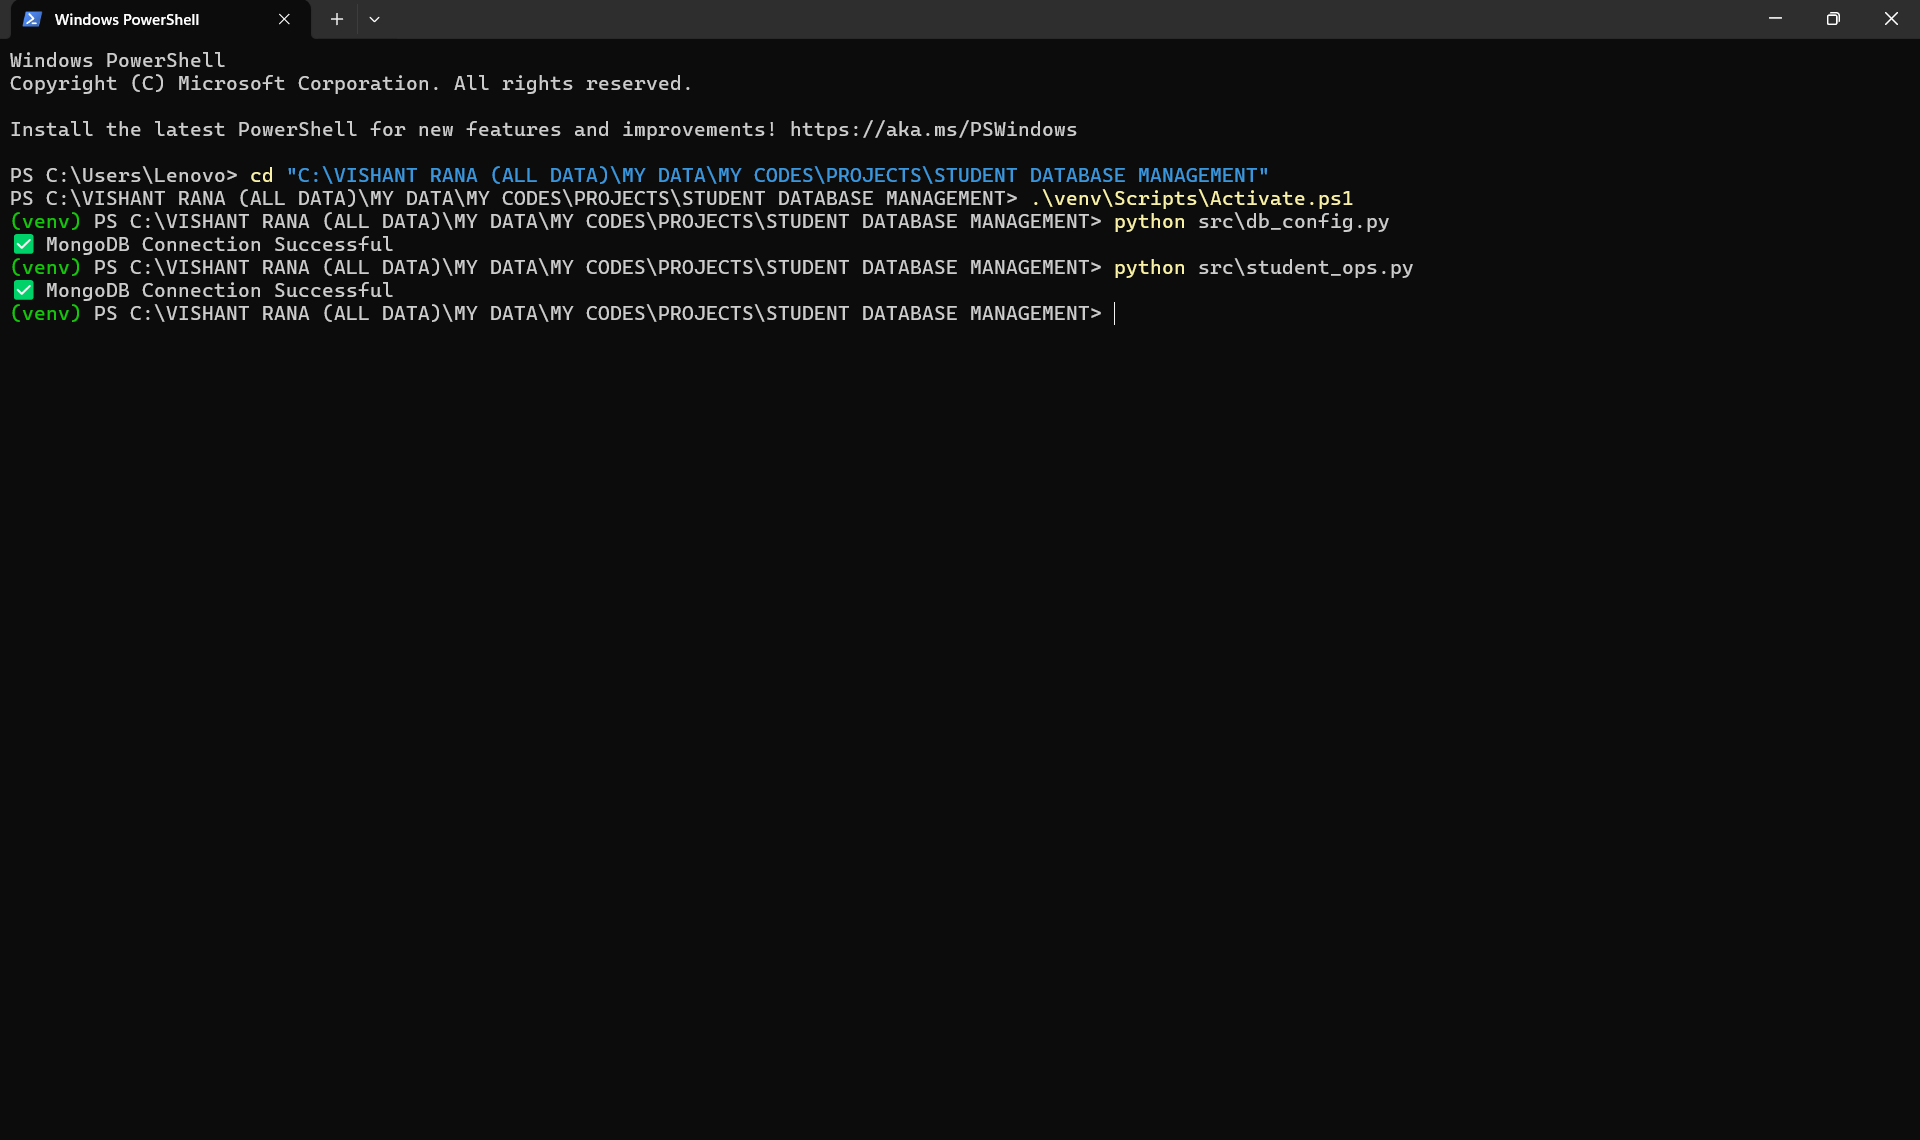 Windows PowerShell
Windows PowerShell
Copyright (C) Microsoft Corporation. All rights reserved.
Install the latest PowerShell for new features and improvements! https://aka.ms/PSWindows
PS C:\Users\Lenovo> cd "C:\VISHANT RANA (ALL DATA)\MY DATA\MY CODES\PROJECTS\STUDENT DATABASE MANAGEMENT"
PS C:\VISHANT RANA (ALL DATA)\MY DATA\MY CODES\PROJECTS\STUDENT DATABASE MANAGEMENT> .\venv\Scripts\Activate.ps1
(venv) PS C:\VISHANT RANA (ALL DATA)\MY DATA\MY CODES\PROJECTS\STUDENT DATABASE MANAGEMENT> python src\db_config.py
✅ MongoDB Connection Successful
(venv) PS C:\VISHANT RANA (ALL DATA)\MY DATA\MY CODES\PROJECTS\STUDENT DATABASE MANAGEMENT> python src\student_ops.py
✅ MongoDB Connection Successful
(venv) PS C:\VISHANT RANA (ALL DATA)\MY DATA\MY CODES\PROJECTS\STUDENT DATABASE MANAGEMENT>